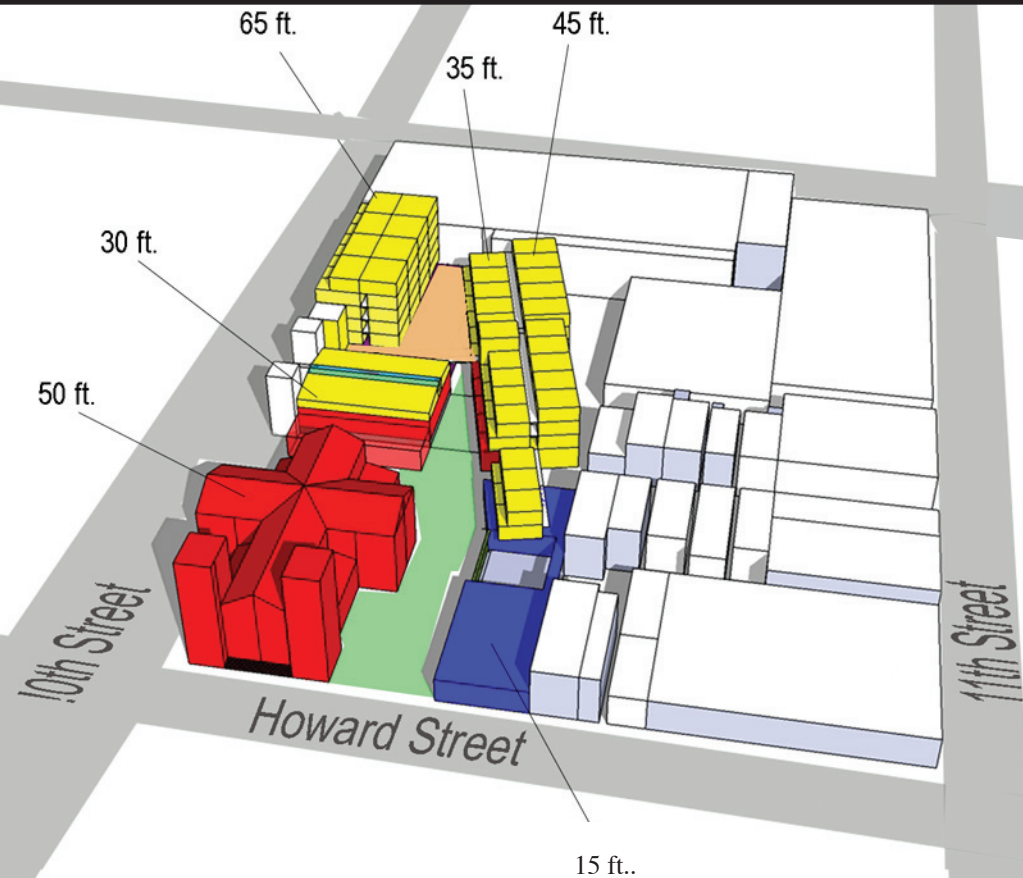 65 ft.
45 ft.
35 ft.
30 ft.
50 ft.
10th Street
11th Street
Howard Street
15 ft..